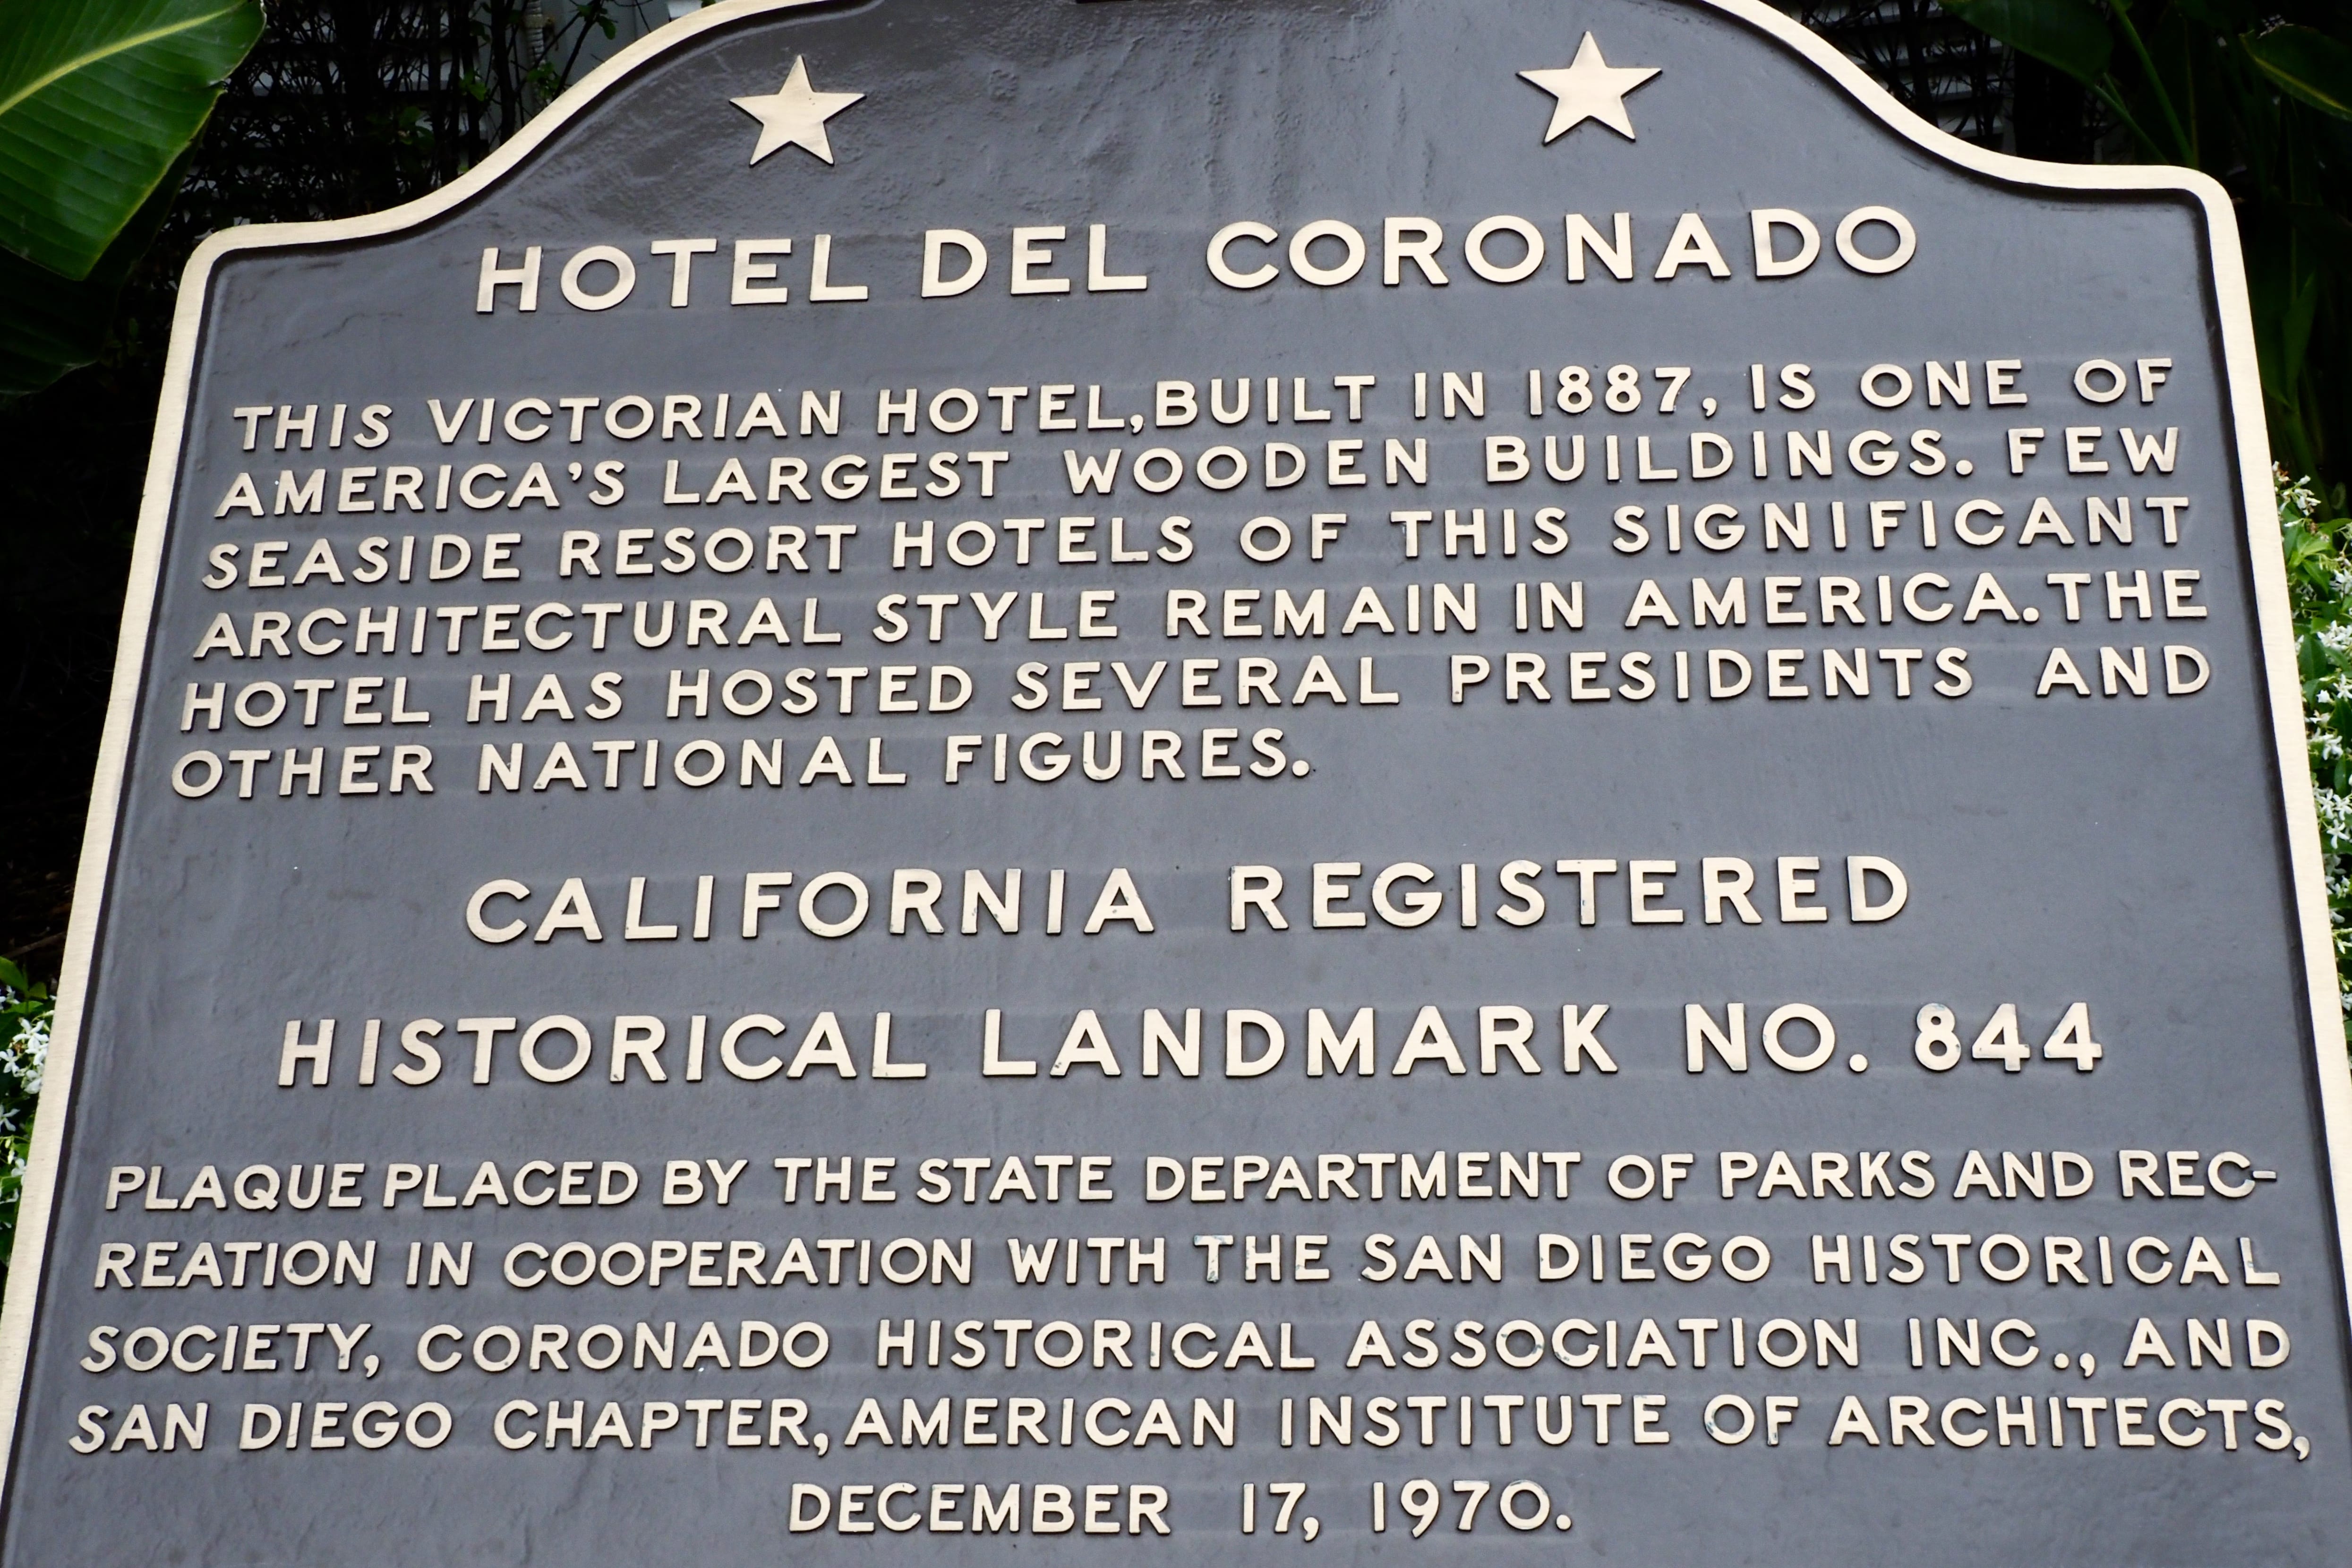 HOTEL DEL CORONADO
THIS VICTORIAN HOTEL, BUILT IN 1887, IS ONE OF
AMERICA'S LARGEST WOODEN BUILDINGS. FEW
SEASIDE RESORT HOTELS OF THIS SIGNIFICANT
ARCHITECTURAL STYLE REMAIN IN AMERICA. THE
HOTEL HAS HOSTED SEVERAL PRESIDENTS AND
OTHER NATIONAL FIGURES.
CALIFORNIA REGISTERED
HISTORICAL LANDMARK NO. 844
PLAQUE PLACED BY THE STATE DEPARTMENT OF PARKS AND REC-
REATION IN COOPERATION WITH THE SAN DIEGO HISTORICAL
SOCIETY, CORONADO HISTORICAL ASSOCIATION INC., AND
SAN DIEGO CHAPTER, AMERICAN INSTITUTE OF ARCHITECTS,
DECEMBER 17, 1970.